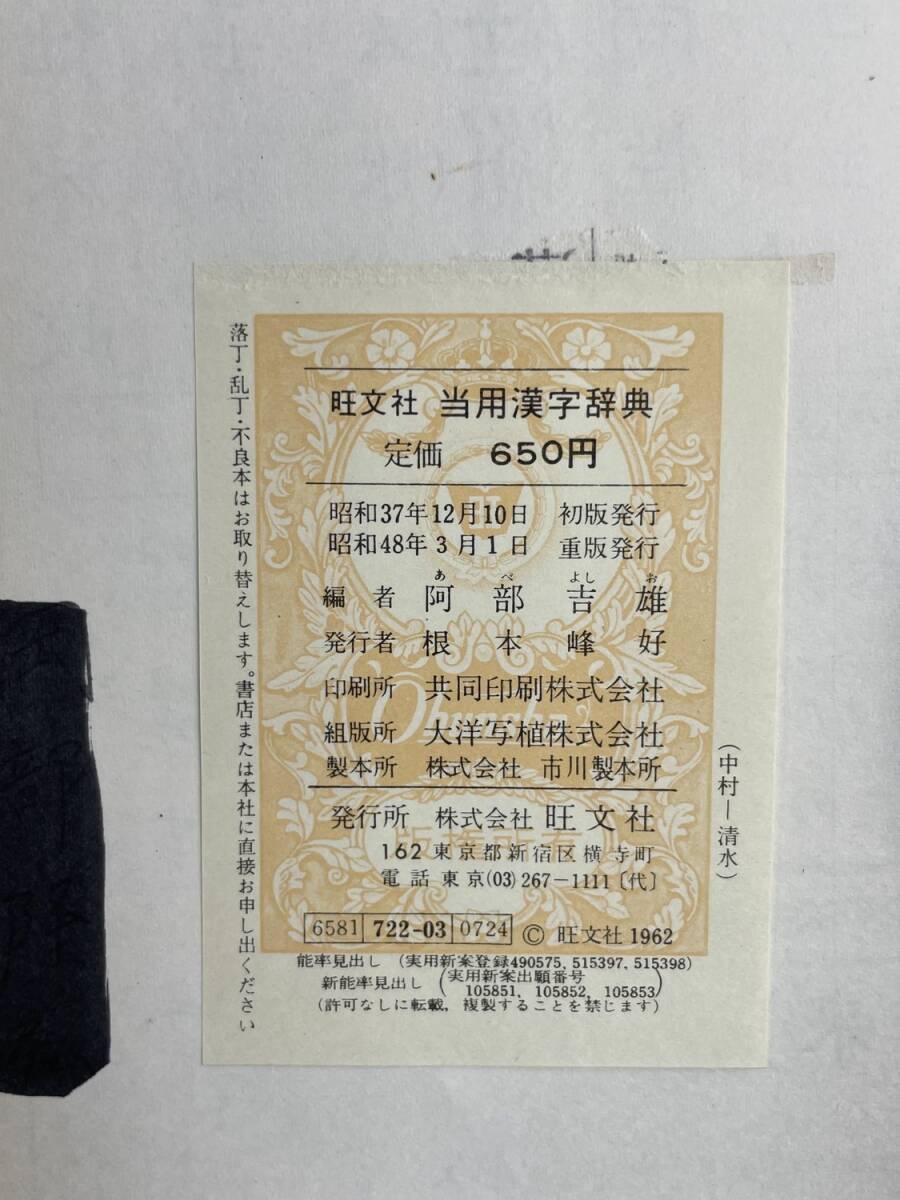 旺文社 当用漢字辞典
定価 650円
昭和37年12月10日 初版発行
昭和48年3月1日 重版発行
あ べ よし お
編者 阿部吉雄
発行者 根本峰好
印刷所 共同印刷株式会社
組版所 大洋写植株式会社
製本所 株式会社 市川製本所
発行所 株式会社 旺文社
162 東京都新宿区横寺町
電話 東京(03)267-1111〔代〕
6581 722-03 0724 © 旺文社 1962
能率見出し (実用新案登録490575, 515397, 515398)
新能率見出し (実用新案出願番号
105851, 105852, 105853)
(許可なしに転載, 複製することを禁じます)
(中村―清水)
落丁・乱丁・不良本はお取り替えします。書店または本社に直接お申し出ください